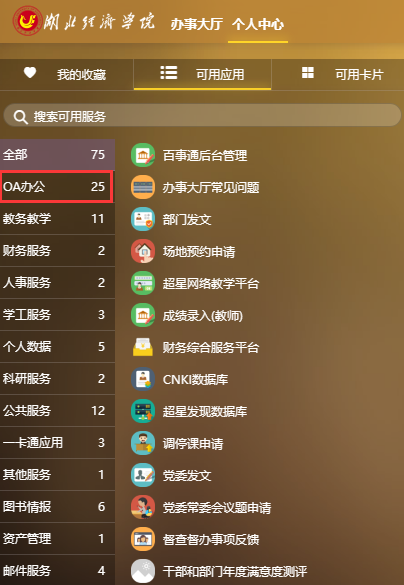 湖北经济学院 办事大厅 个人中心
我的收藏 可用应用 可用卡片
搜索可用服务
全部 75
OA办公 25
教务教学 11
财务服务 2
人事服务 2
学工服务 3
个人数据 5
科研服务 2
公共服务 12
一卡通应用 3
其他服务 1
图书情报 6
资产管理 1
邮件服务 4
百事通后台管理
办事大厅常见问题
部门发文
场地预约申请
超星网络教学平台
成绩录入(教师)
财务综合服务平台
CNKI数据库
超星发现数据库
调停课申请
党委发文
党委常委会议题申请
督查督办事项反馈
干部和部门年度满意度测评